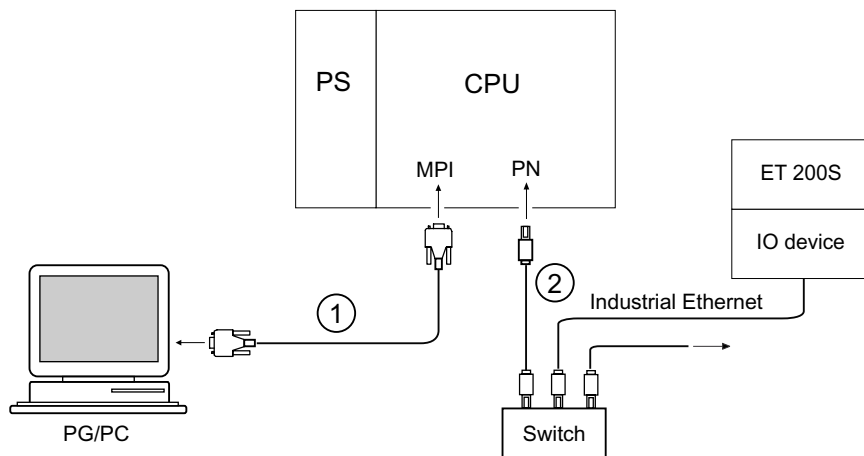 PS
CPU
MPI
PN
ET 200S
IO device
1
2
Industrial Ethernet
PG/PC
Switch